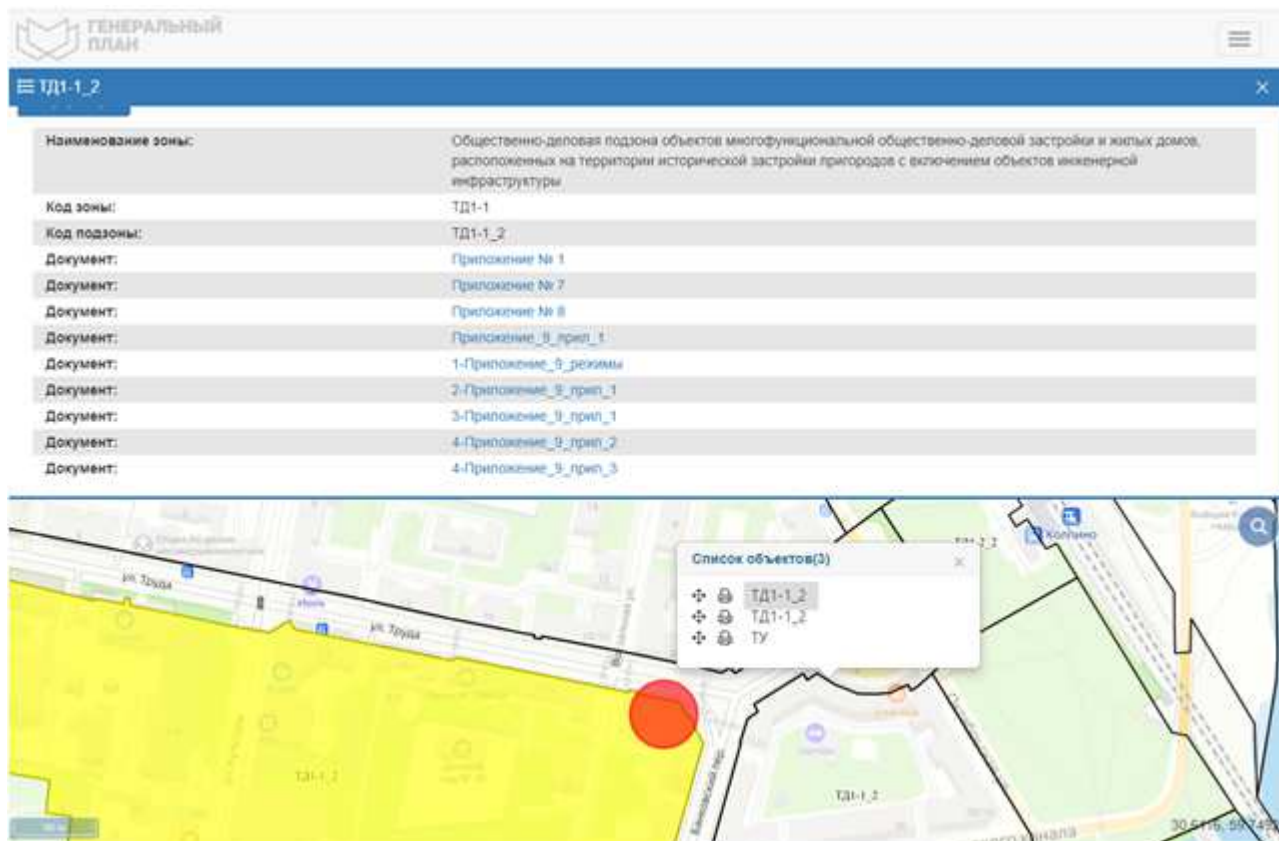 ГЕНЕРАЛЬНЫЙ
ПЛАН
ТД1-1_2
Наименование зоны: Общественно-деловая подзона объектов многофункциональной общественно-деловой застройки и жилых домов,
расположенных на территории исторической застройки пригородов с включением объектов инженерной
инфраструктуры
Код зоны: ТД1-1
Код подзоны: ТД1-1_2
Документ: Приложение № 1
Документ: Приложение № 7
Документ: Приложение № 8
Документ: Приложение_9_прил_1
Документ: 1-Приложение_9_режимы
Документ: 2-Приложение_9_прил_1
Документ: 3-Приложение_9_прил_1
Документ: 4-Приложение_9_прил_2
Документ: 4-Приложение_9_прил_3
Колпино
Список объектов(3)
ТД1-1_2
ТД1-1_2
ТУ
ул. Труда
ул. Труда
ТД1-1_2
ТД1-1_2
Банковский пер.